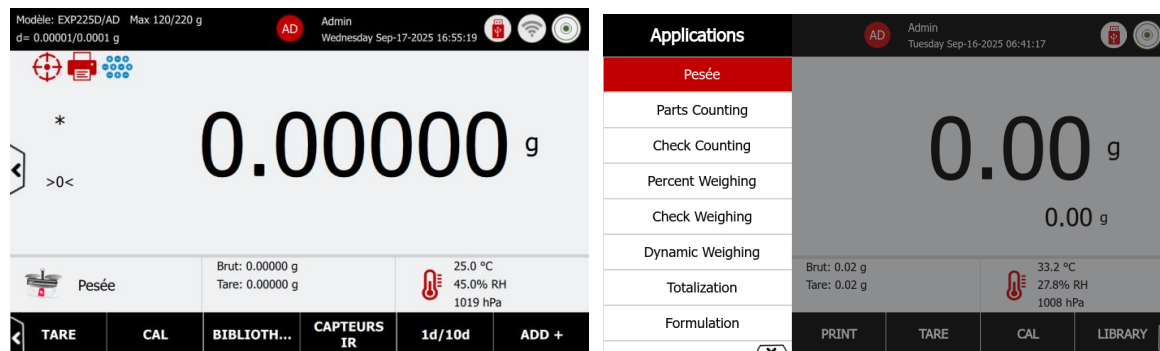 Modèle: EXP225D/AD Max 120/220 g
d= 0.00001/0.0001 g
AD
Admin
Wednesday Sep-17-2025 16:55:19
*
0.00000 g
>0<
Pesée
Brut: 0.00000 g
Tare: 0.00000 g
25.0 °C
45.0% RH
1019 hPa
TARE
CAL
BIBLIOTH...
CAPTEURS
IR
1d/10d
ADD +
Applications
Pesée
Parts Counting
Check Counting
Percent Weighing
Check Weighing
Dynamic Weighing
Totalization
Formulation
AD
Admin
Tuesday Sep-16-2025 06:41:17
0.00 g
0.00 g
Brut: 0.02 g
Tare: 0.02 g
33.2 °C
27.8% RH
1008 hPa
PRINT
TARE
CAL
LIBRARY